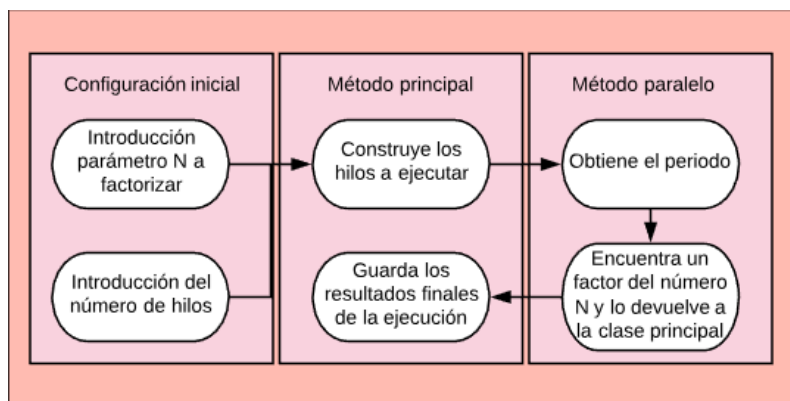 Configuración inicial
Introducción
parámetro N a
factorizar
Introducción del
número de hilos
Método principal
Construye los
hilos a ejecutar
Guarda los
resultados finales
de la ejecución
Método paralelo
Obtiene el periodo
Encuentra un
factor del número
N y lo devuelve a
la clase principal